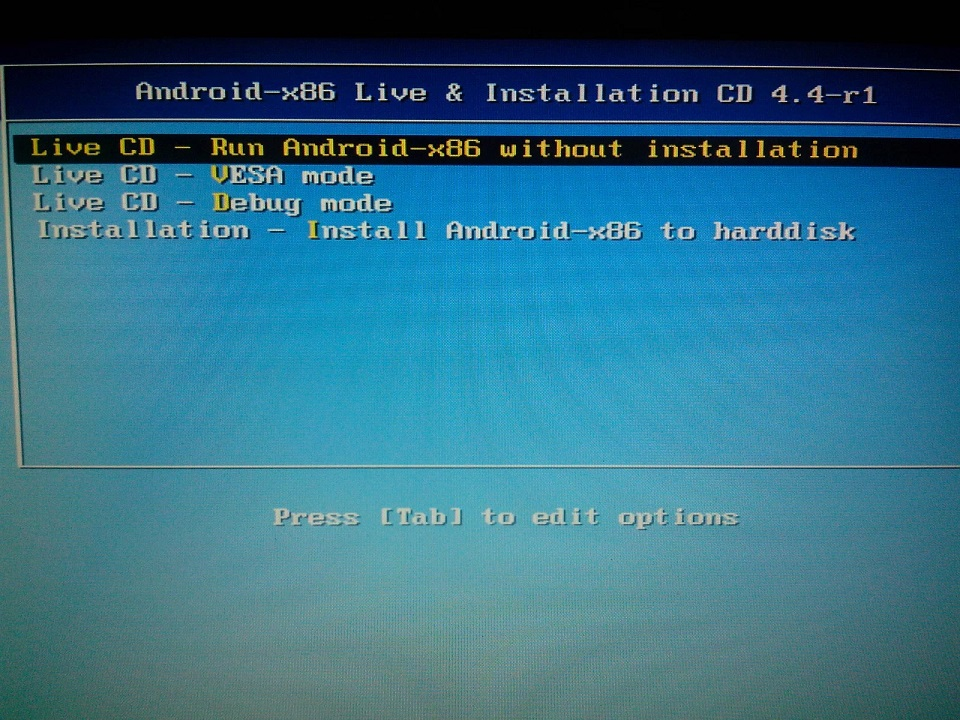 Android-x86 Live & Installation CD 4.4-r1
Live CD - Run Android-x86 without installation
Live CD - VESA mode
Live CD - Debug mode
Installation - Install Android-x86 to harddisk
Press [Tab] to edit options